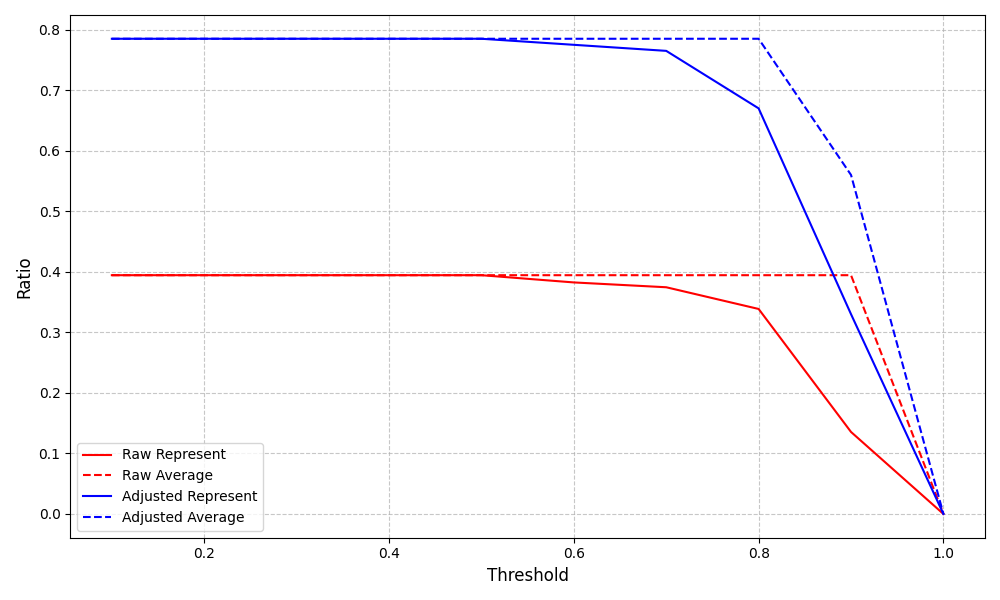 0.8
0.7
0.6
0.5
0.4
0.3
0.2
0.1
0.0
Ratio
Raw Represent
Raw Average
Adjusted Represent
Adjusted Average
0.2
0.4
0.6
0.8
1.0
Threshold